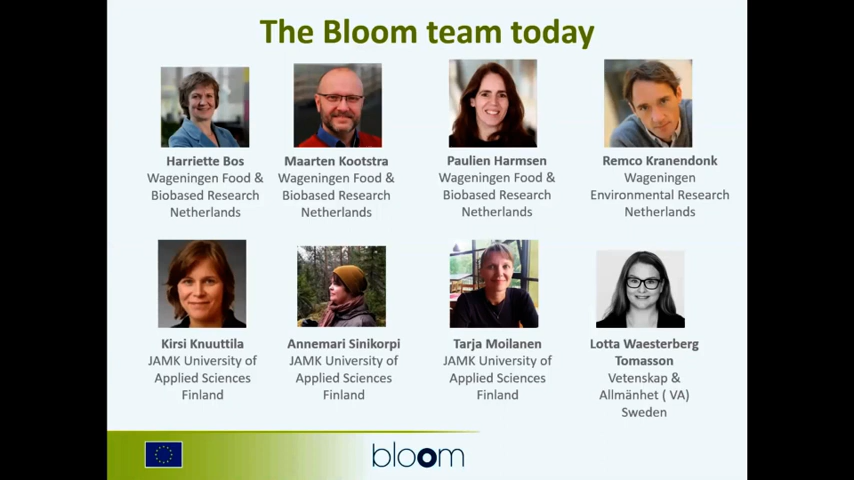 The Bloom team today
Harriette Bos
Wageningen Food &
Biobased Research
Netherlands
Maarten Kootstra
Wageningen Food &
Biobased Research
Netherlands
Paulien Harmsen
Wageningen Food &
Biobased Research
Netherlands
Remco Kranendonk
Wageningen
Environmental Research
Netherlands
Kirsi Knuuttila
JAMK University of
Applied Sciences
Finland
Annemari Sinikorpi
JAMK University of
Applied Sciences
Finland
Tarja Moilanen
JAMK University of
Applied Sciences
Finland
Lotta Waesterberg
Tomasson
Vetenskap &
Allmänhet ( VA)
Sweden
bloom